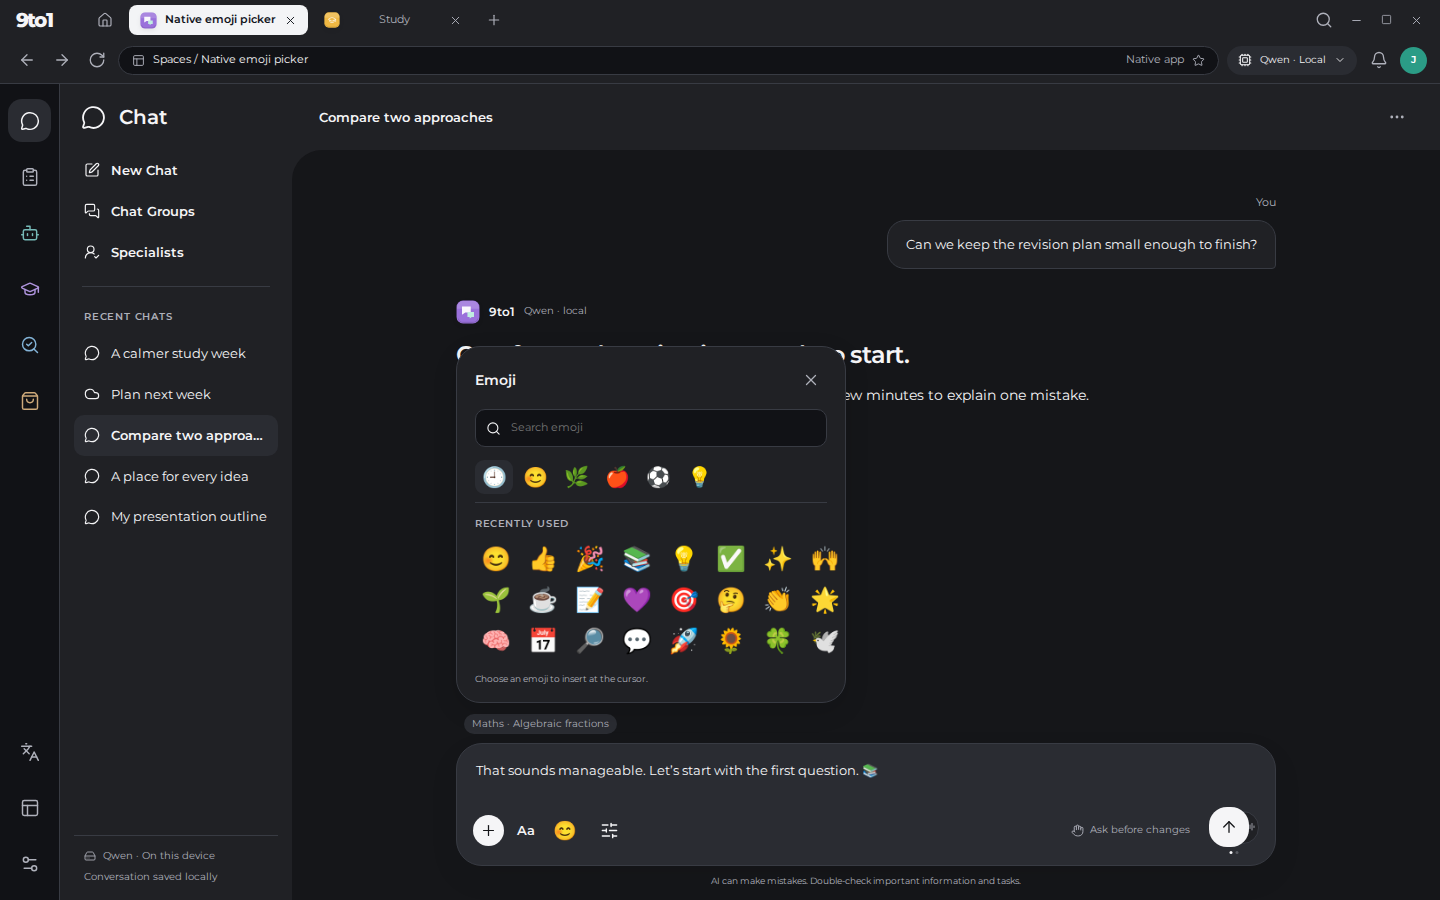 9to1
Native emoji picker
Study
Spaces / Native emoji picker
Native app
Qwen · Local
J
Chat
Compare two approaches
New Chat
Chat Groups
Specialists
RECENT CHATS
A calmer study week
Plan next week
Compare two approa...
A place for every idea
My presentation outline
Qwen · On this device
Conversation saved locally
You
Can we keep the revision plan small enough to finish?
9to1
Qwen · local
start.
minutes to explain one mistake.
Emoji
Search emoji
RECENTLY USED
Choose an emoji to insert at the cursor.
Maths · Algebraic fractions
That sounds manageable. Let's start with the first question. 📚
Aa
Ask before changes
AI can make mistakes. Double-check important information and tasks.